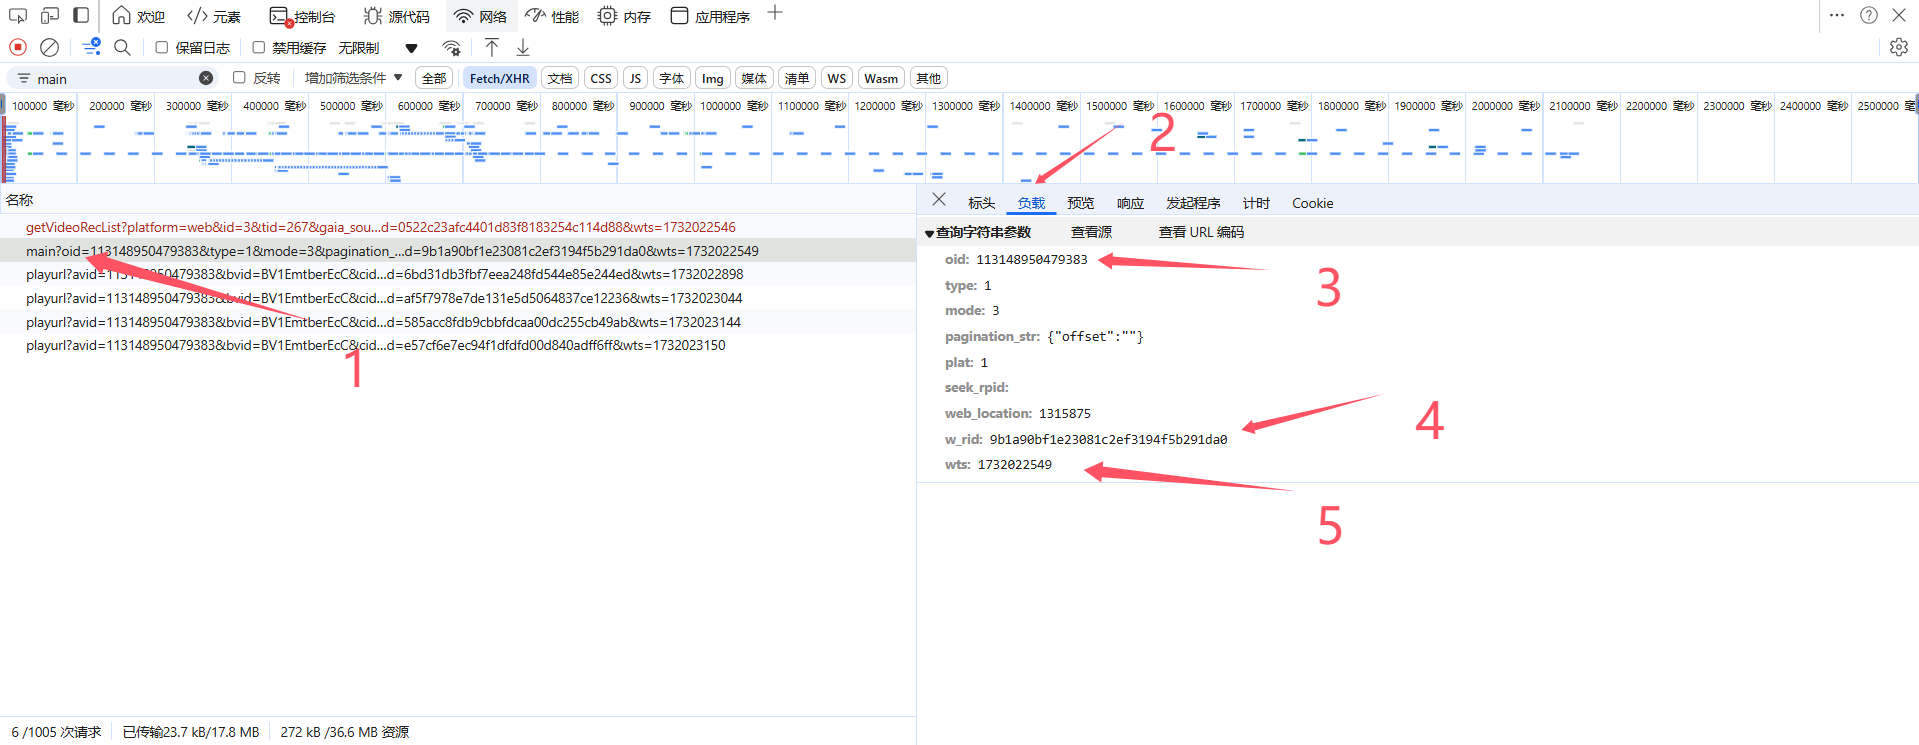 欢迎 元素 控制台 源代码 网络 性能 内存 应用程序
保留日志 禁用缓存 无限制
main 反转 增加筛选条件 全部 Fetch/XHR 文档 CSS JS 字体 Img 媒体 清单 WS Wasm 其他
100000 毫秒 200000 毫秒 300000 毫秒 400000 毫秒 500000 毫秒 600000 毫秒 700000 毫秒 800000 毫秒 900000 毫秒 1000000 毫秒 1100000 毫秒 1200000 毫秒 1300000 毫秒 1400000 毫秒 1500000 毫秒 1600000 毫秒 1700000 毫秒 1800000 毫秒 1900000 毫秒 2000000 毫秒 2100000 毫秒 2200000 毫秒 2300000 毫秒 2400000 毫秒 2500000 毫秒
2
名称
getVideoRecList?platform=web&id=3&tid=267&gaia_sou...d=0522c23afc4401d83f8183254c114d88&wts=1732022546
main?oid=113148950479383&type=1&mode=3&pagination_...d=9b1a90bf1e23081c2ef3194f5b291da0&wts=1732022549
playurl?avid=113148950479383&bvid=BV1EmtberEcC&cid...d=6bd31db3fbf7eea248fd544e85e244ed&wts=1732022898
playurl?avid=113148950479383&bvid=BV1EmtberEcC&cid...d=af5f7978e7de131e5d5064837ce12236&wts=1732023044
playurl?avid=113148950479383&bvid=BV1EmtberEcC&cid...d=585acc8fdb9cbbfdcaa00dc255cb49ab&wts=1732023144
playurl?avid=113148950479383&bvid=BV1EmtberEcC&cid...d=e57cf6e7ec94f1dfdfd00d840adff6ff&wts=1732023150
1
标头 负载 预览 响应 发起程序 计时 Cookie
查询字符串参数 查看源 查看 URL 编码
oid: 113148950479383
3
type: 1
mode: 3
pagination_str: {"offset":""}
plat: 1
seek_rpid:
web_location: 1315875
4
w_rid: 9b1a90bf1e23081c2ef3194f5b291da0
wts: 1732022549
5
6 /1005 次请求 已传输23.7 kB/17.8 MB 272 kB /36.6 MB 资源